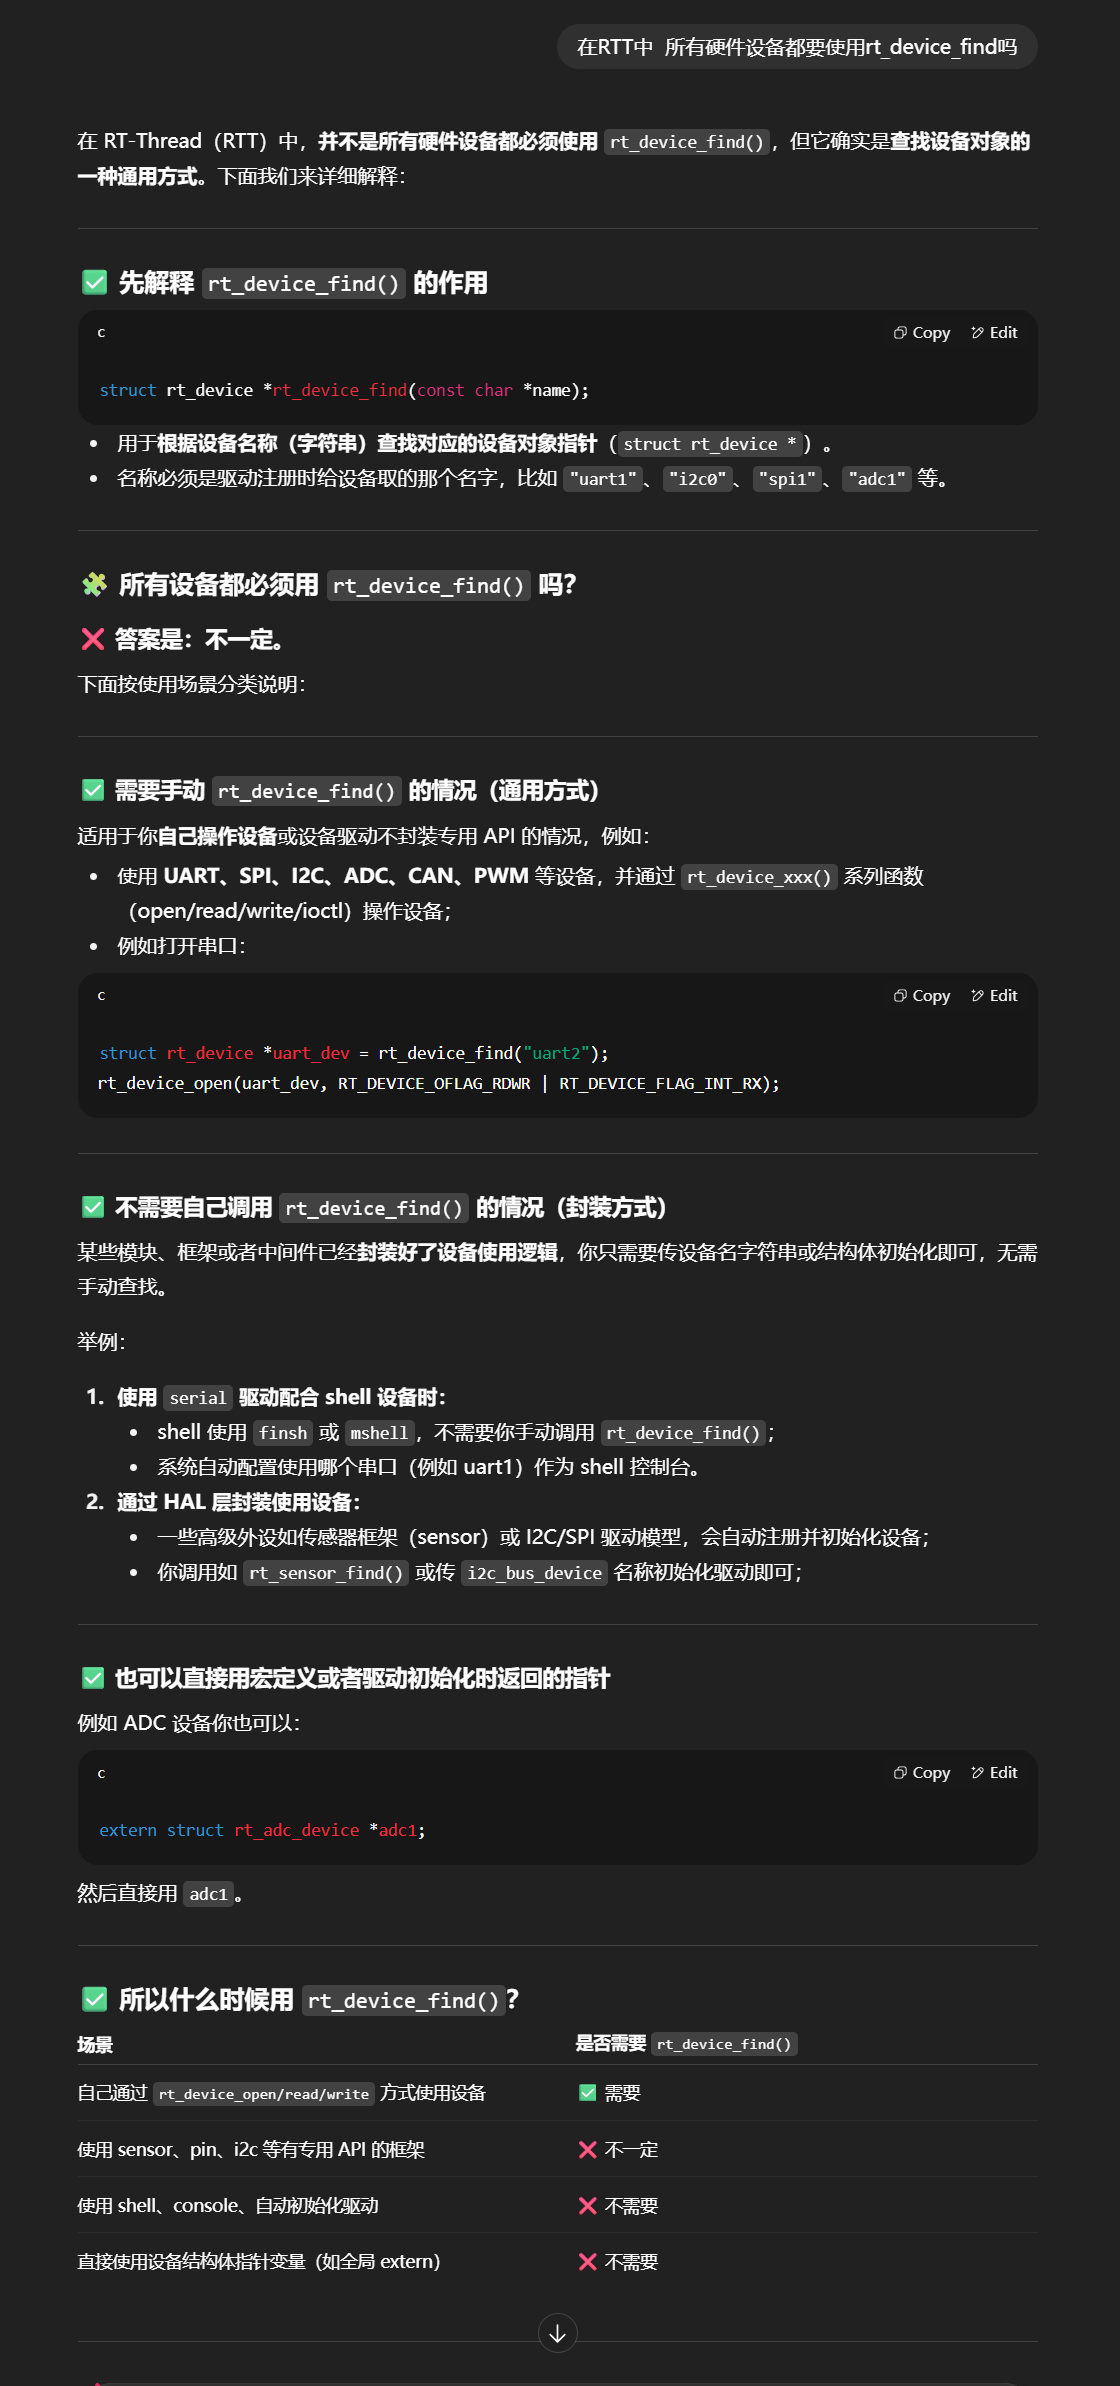 在RTT中 所有硬件设备都要使用rt_device_find吗
在 RT-Thread（RTT）中，并不是所有硬件设备都必须使用 rt_device_find()，但它确实是查找设备对象的
一种通用方式。下面我们来详细解释：
✅ 先解释 rt_device_find() 的作用
c Copy Edit
struct rt_device *rt_device_find(const char *name);
• 用于根据设备名称（字符串）查找对应的设备对象指针（struct rt_device *）。
• 名称必须是驱动注册时给设备取的那个名字，比如 "uart1"、"i2c0"、"spi1"、"adc1" 等。
🧩 所有设备都必须用 rt_device_find() 吗？
❌ 答案是：不一定。
下面按使用场景分类说明：
✅ 需要手动 rt_device_find() 的情况（通用方式）
适用于你自己操作设备或设备驱动不封装专用 API 的情况，例如：
• 使用 UART、SPI、I2C、ADC、CAN、PWM 等设备，并通过 rt_device_xxx() 系列函数
（open/read/write/ioctl）操作设备；
• 例如打开串口：
c Copy Edit
struct rt_device *uart_dev = rt_device_find("uart2");
rt_device_open(uart_dev, RT_DEVICE_OFLAG_RDWR | RT_DEVICE_FLAG_INT_RX);
✅ 不需要自己调用 rt_device_find() 的情况（封装方式）
某些模块、框架或者中间件已经封装好了设备使用逻辑，你只需要传设备名字符串或结构体初始化即可，无需
手动查找。
举例：
1. 使用 serial 驱动配合 shell 设备时：
• shell 使用 finsh 或 mshell，不需要你手动调用 rt_device_find()；
• 系统自动配置使用哪个串口（例如 uart1）作为 shell 控制台。
2. 通过 HAL 层封装使用设备：
• 一些高级外设如传感器框架（sensor）或 I2C/SPI 驱动模型，会自动注册并初始化设备；
• 你调用如 rt_sensor_find() 或传 i2c_bus_device 名称初始化驱动即可；
✅ 也可以直接用宏定义或者驱动初始化时返回的指针
例如 ADC 设备你也可以：
c Copy Edit
extern struct rt_adc_device *adc1;
然后直接用 adc1。
✅ 所以什么时候用 rt_device_find()？
场景 是否需要 rt_device_find()
自己通过 rt_device_open/read/write 方式使用设备 ✅ 需要
使用 sensor、pin、i2c 等有专用 API 的框架 ❌ 不一定
使用 shell、console、自动初始化驱动 ❌ 不需要
直接使用设备结构体指针变量（如全局 extern） ❌ 不需要